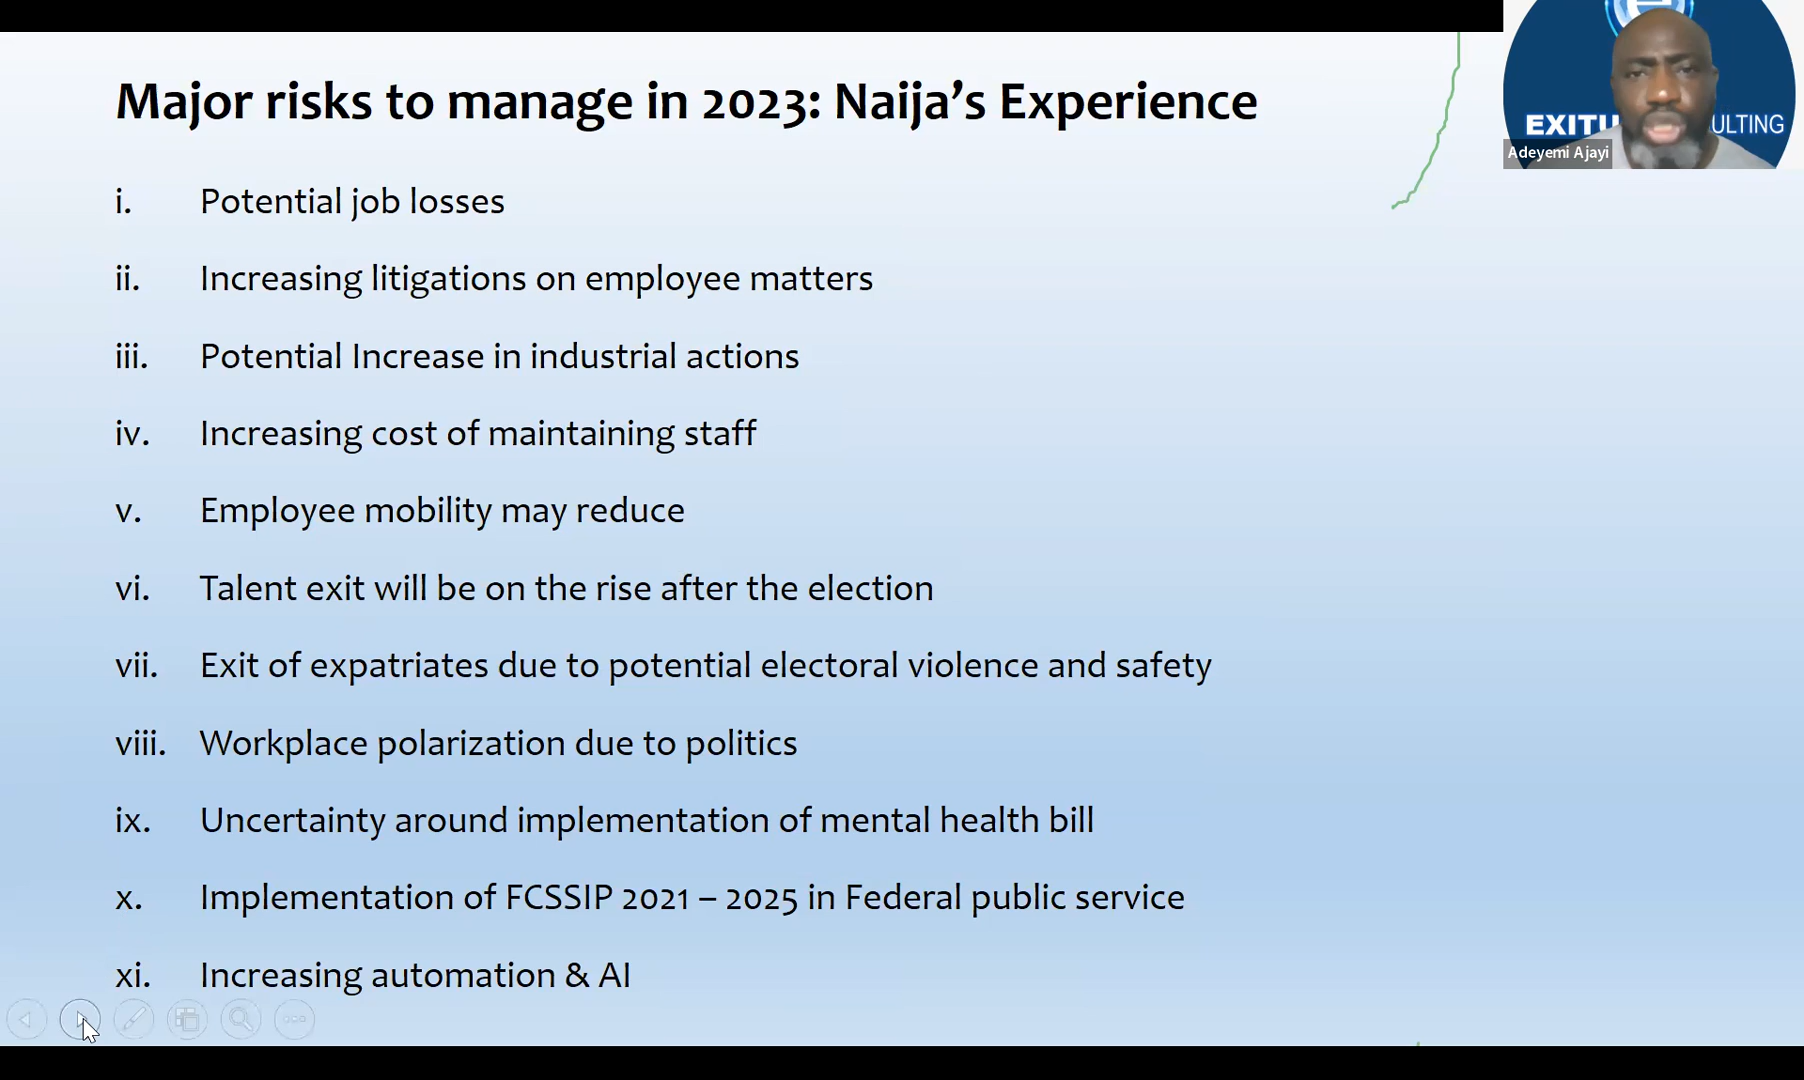 Major risks to manage in 2023: Naija’s Experience
i. Potential job losses
ii. Increasing litigations on employee matters
iii. Potential Increase in industrial actions
iv. Increasing cost of maintaining staff
v. Employee mobility may reduce
vi. Talent exit will be on the rise after the election
vii. Exit of expatriates due to potential electoral violence and safety
viii. Workplace polarization due to politics
ix. Uncertainty around implementation of mental health bill
x. Implementation of FCSSIP 2021 – 2025 in Federal public service
xi. Increasing automation & AI
EXITU ULTING
Adeyemi Ajayi